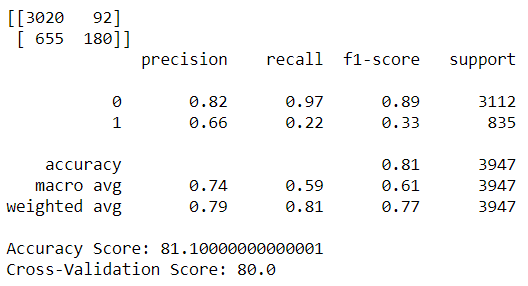 [[3020   92]
 [ 655  180]]
              precision    recall  f1-score   support

           0       0.82      0.97      0.89      3112
           1       0.66      0.22      0.33       835

    accuracy                           0.81      3947
   macro avg       0.74      0.59      0.61      3947
weighted avg       0.79      0.81      0.77      3947

Accuracy Score: 81.10000000000001
Cross-Validation Score: 80.0